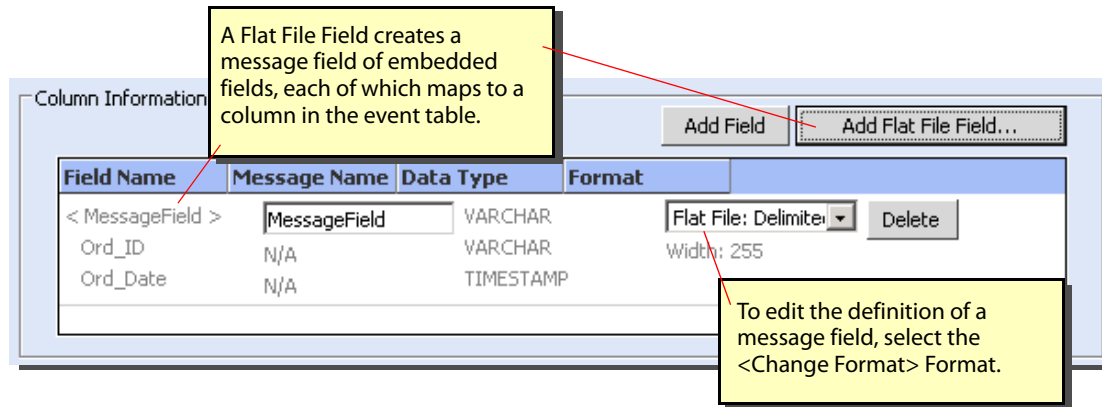 A Flat File Field creates a
message field of embedded
fields, each of which maps to a
column in the event table.
Column Information
Add Field
Add Flat File Field...
Field Name Message Name Data Type Format
< MessageField > MessageField VARCHAR Flat File: Delimite Delete
Ord_ID N/A VARCHAR Width: 255
Ord_Date N/A TIMESTAMP
To edit the definition of a
message field, select the
<Change Format> Format.